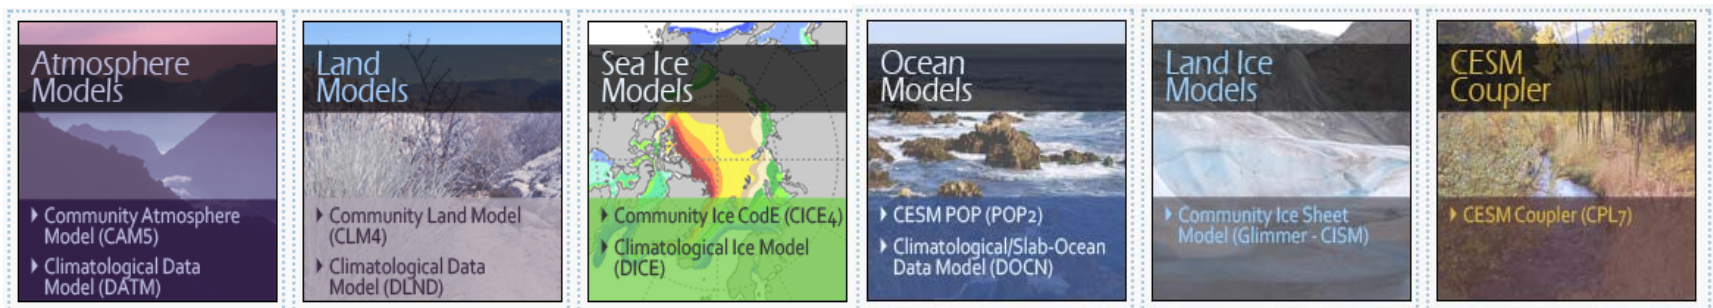 Atmosphere
Models
Community Atmosphere
Model (CAM5)
Climatological Data
Model (DATM)
Land
Models
Community Land Model
(CLM4)
Climatological Data
Model (DLND)
Sea Ice
Models
Community Ice CodE (CICE4)
Climatological Ice Model
(DICE)
Ocean
Models
CESM POP (POP2)
Climatological/Slab-Ocean
Data Model (DOCN)
Land Ice
Models
Community Ice Sheet
Model (Glimmer - CISM)
CESM
Coupler
CESM Coupler (CPL7)